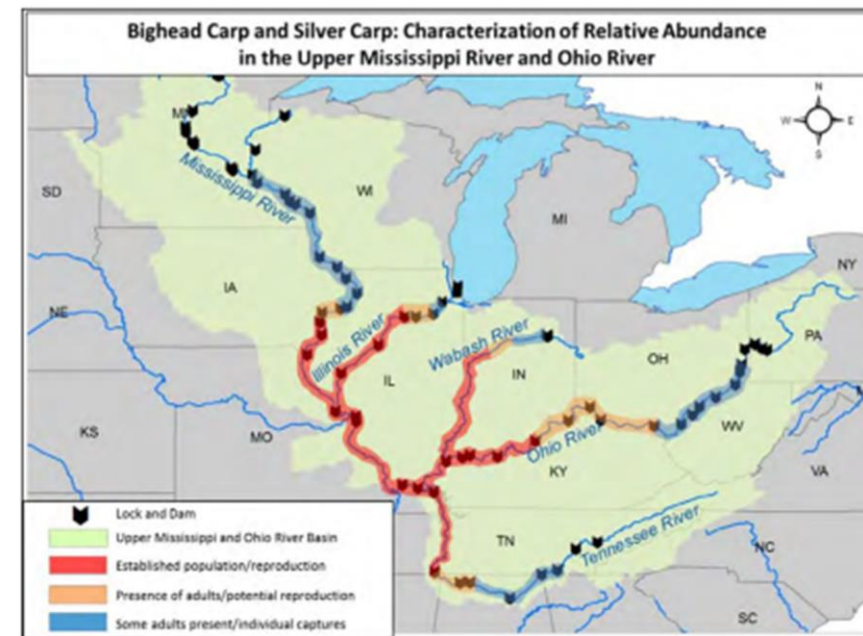 Bighead Carp and Silver Carp: Characterization of Relative Abundance
in the Upper Mississippi River and Ohio River
N
W
E
S
MN
SD
WI
MI
NY
Mississippi River
IA
NE
Illinois River
Wabash River
OH
PA
IL
IN
KS
MO
Ohio River
WV
KY
VA
TN
Tennessee River
NC
SC
Lock and Dam
Upper Mississippi and Ohio River Basin
Established population/reproduction
Presence of adults/potential reproduction
Some adults present/individual captures